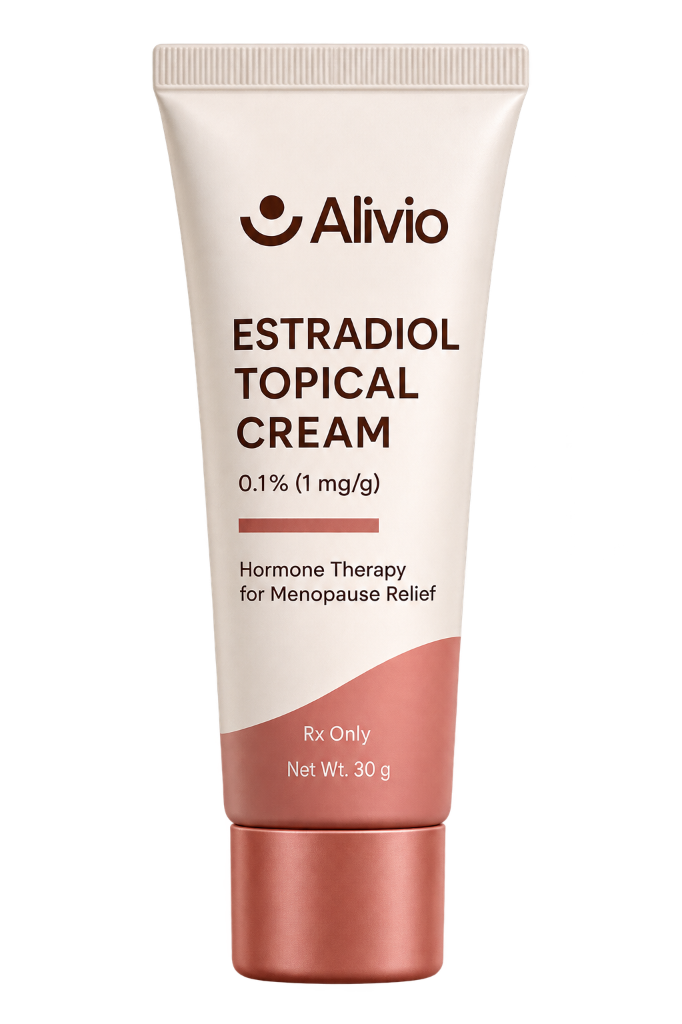 Alivio
ESTRADIOL
TOPICAL
CREAM
0.1% (1 mg/g)
Hormone Therapy
for Menopause Relief
Rx Only
Net Wt. 30 g